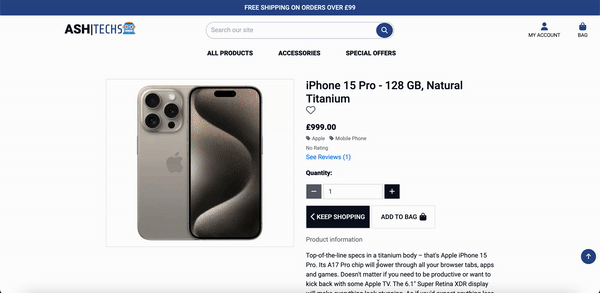 FREE SHIPPING ON ORDERS OVER £99
ASH|TECHS
Search our site
MY ACCOUNT
BAG
ALL PRODUCTS
ACCESSORIES
SPECIAL OFFERS
iPhone 15 Pro - 128 GB, Natural
Titanium
£999.00
Apple
Mobile Phone
No Rating
See Reviews (1)
Quantity:
1
KEEP SHOPPING
ADD TO BAG
Product information
Top-of-the-line specs in a titanium body – that's Apple iPhone 15
Pro. Its A17 Pro chip will power through all your browser tabs, apps
and games. Doesn't matter if you need to be productive or want to
kick back with some Apple TV. The 6.1" Super Retina XDR display